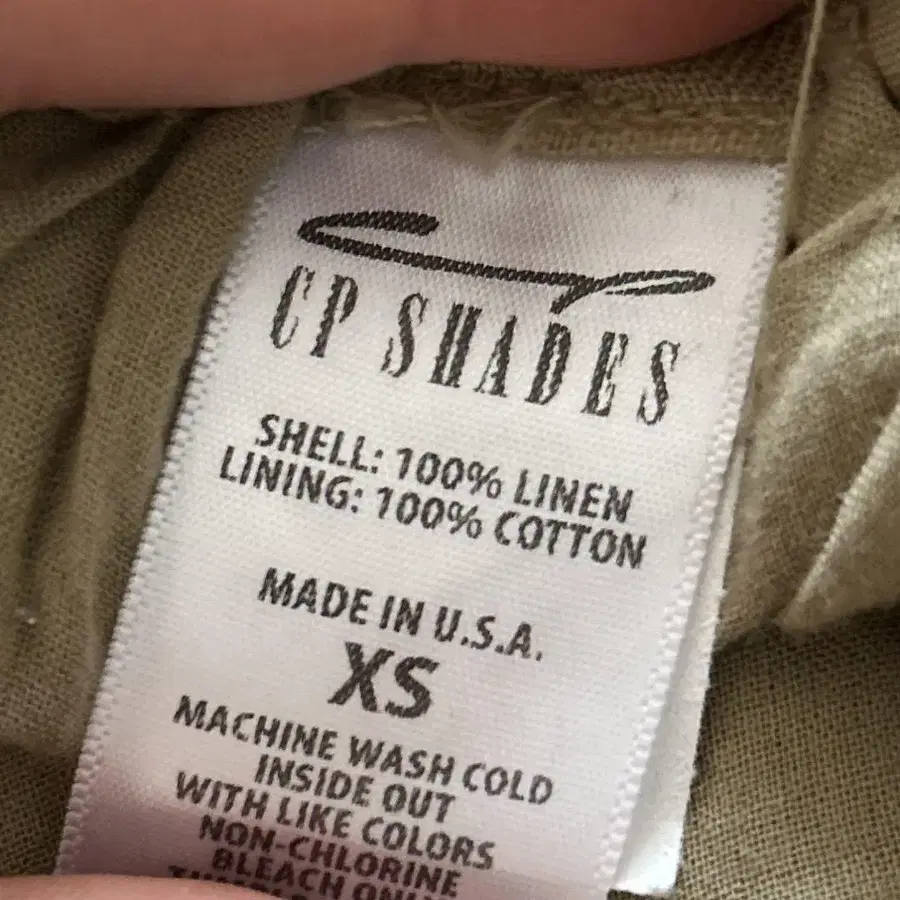 CP SHADES
SHELL: 100% LINEN
LINING: 100% COTTON
MADE IN U.S.A.
XS
MACHINE WASH COLD
INSIDE OUT
WITH LIKE COLORS
NON-CHLORINE
BLEACH ONLY